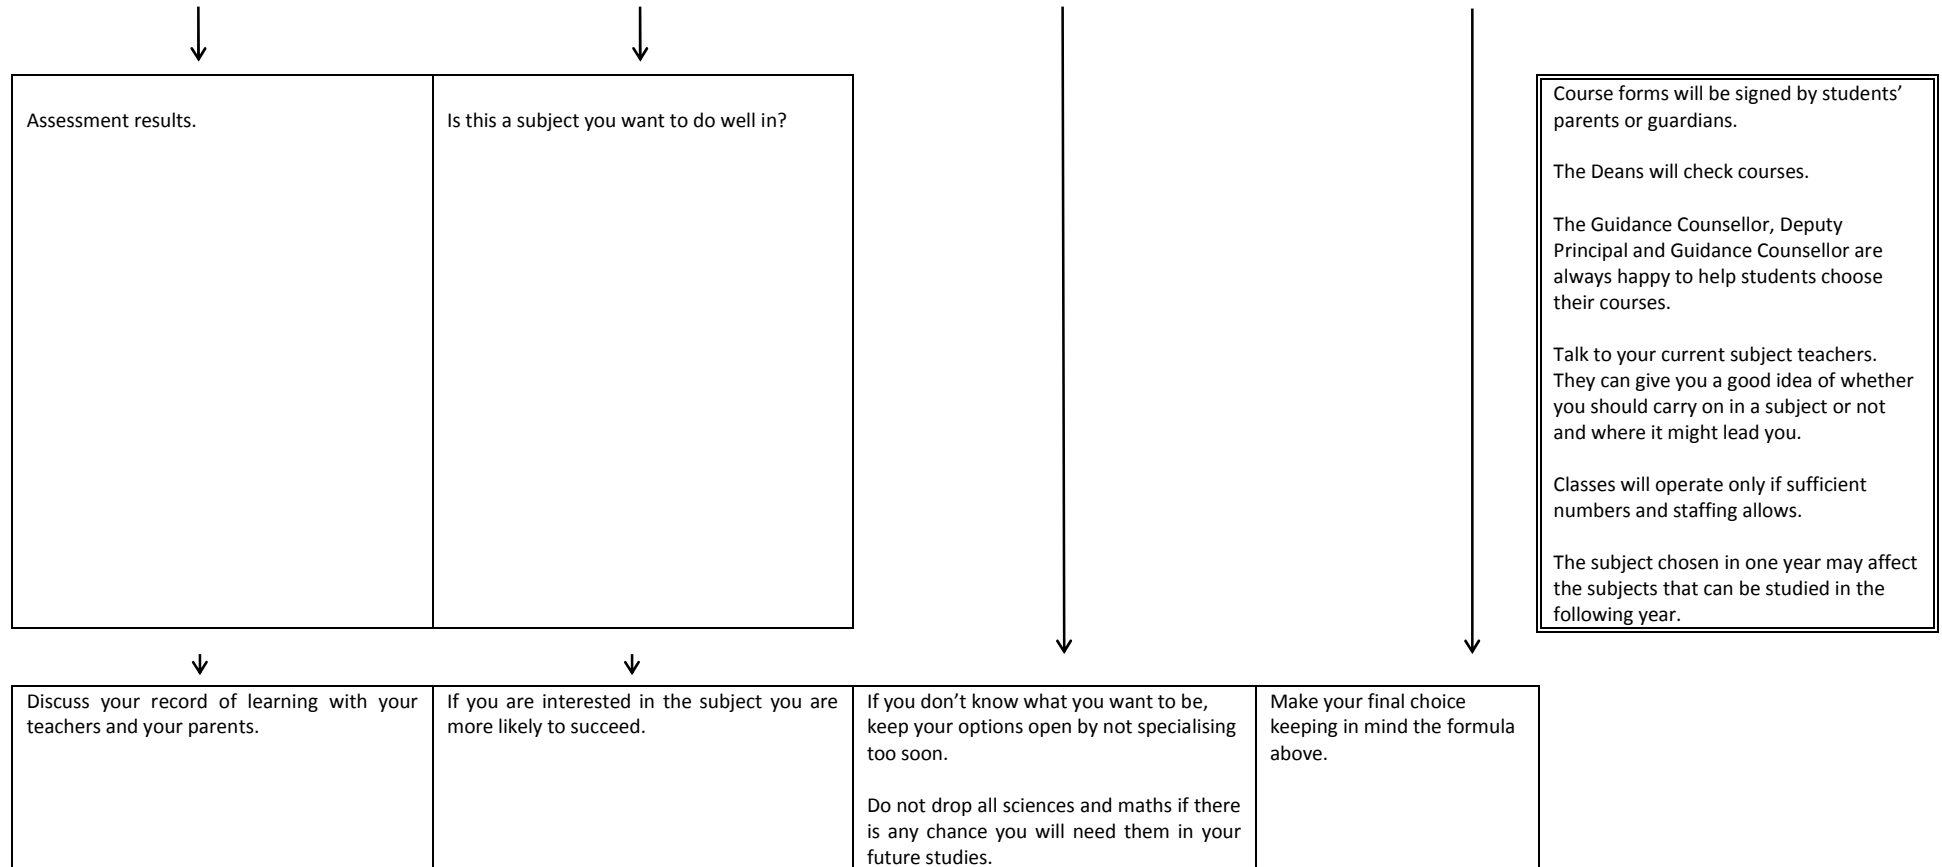 Assessment results.
Is this a subject you want to do well in?
Course forms will be signed by students’
parents or guardians.
The Deans will check courses.
The Guidance Counsellor, Deputy
Principal and Guidance Counsellor are
always happy to help students choose
their courses.
Talk to your current subject teachers.
They can give you a good idea of whether
you should carry on in a subject or not
and where it might lead you.
Classes will operate only if sufficient
numbers and staffing allows.
The subject chosen in one year may affect
the subjects that can be studied in the
following year.
Discuss your record of learning with your
teachers and your parents.
If you are interested in the subject you are
more likely to succeed.
If you don’t know what you want to be,
keep your options open by not specialising
too soon.
Do not drop all sciences and maths if there
is any chance you will need them in your
future studies.
Make your final choice
keeping in mind the formula
above.